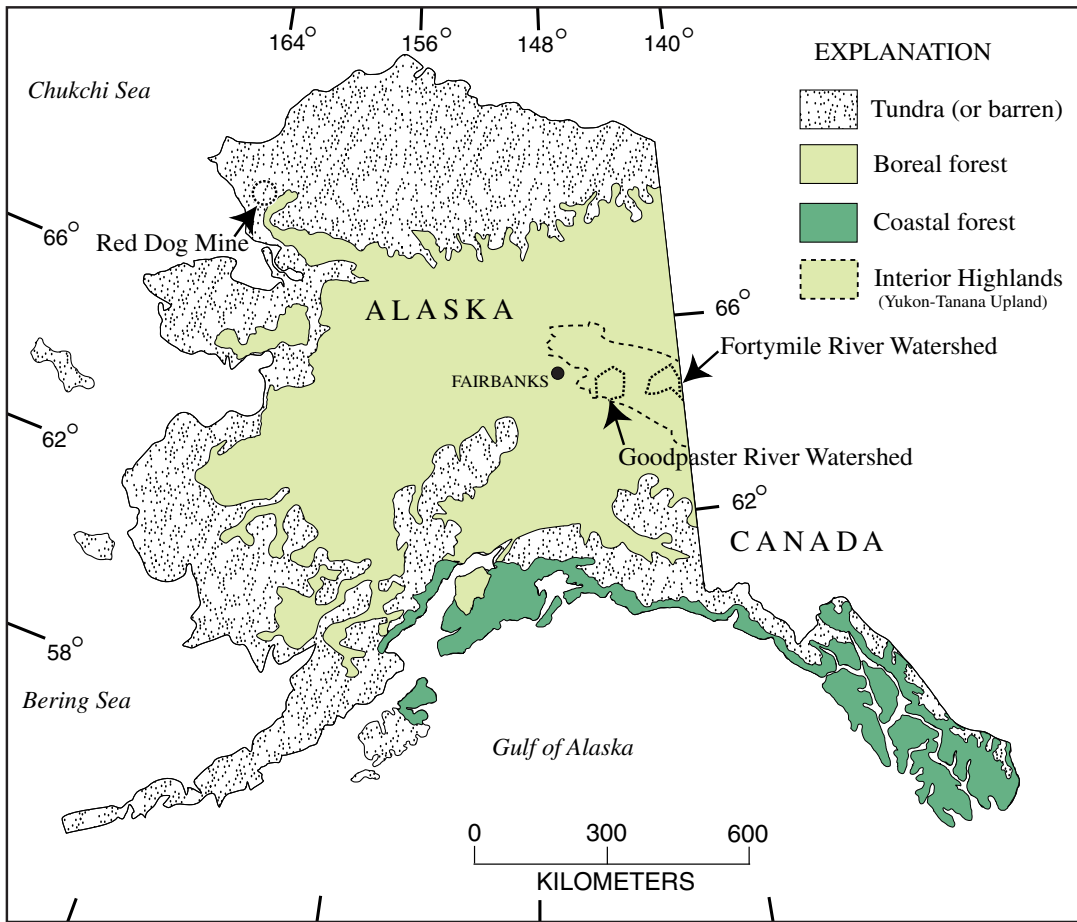 164°
156°
148°
140°
EXPLANATION
Chukchi Sea
Tundra (or barren)
Boreal forest
Coastal forest
Interior Highlands
(Yukon-Tanana Upland)
66°
Red Dog Mine
ALASKA
66°
Fortymile River Watershed
FAIRBANKS
62°
Goodpaster River Watershed
62°
CANADA
58°
Bering Sea
Gulf of Alaska
0 300 600
KILOMETERS